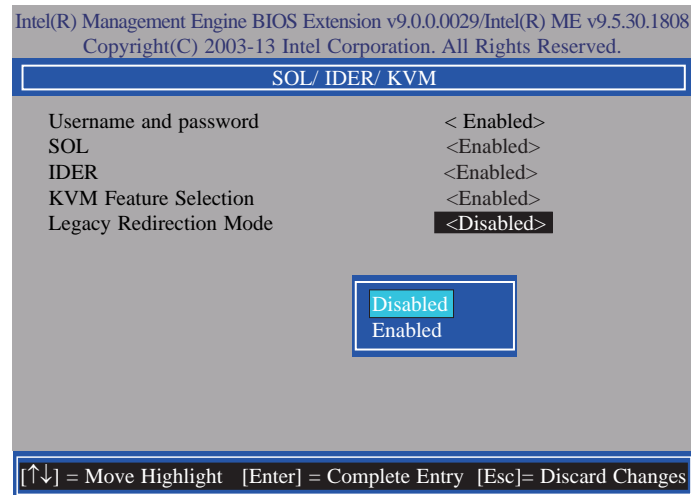 Intel(R) Management Engine BIOS Extension v9.0.0.0029/Intel(R) ME v9.5.30.1808
Copyright(C) 2003-13 Intel Corporation. All Rights Reserved.
SOL/ IDER/ KVM
Username and password < Enabled>
SOL <Enabled>
IDER <Enabled>
KVM Feature Selection <Enabled>
Legacy Redirection Mode <Disabled>
Disabled
Enabled
[↑↓] = Move Highlight [Enter] = Complete Entry [Esc]= Discard Changes